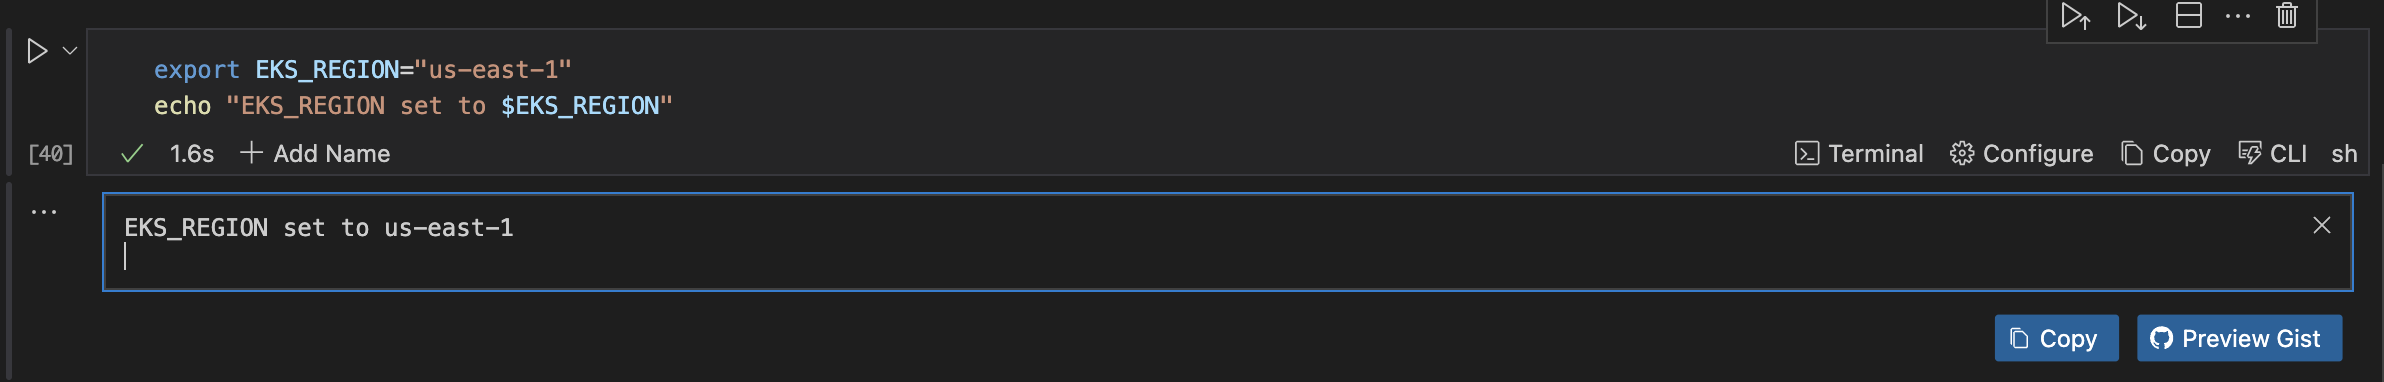 export EKS_REGION="us-east-1"
echo "EKS_REGION set to $EKS_REGION"
[40] 1.6s Add Name Terminal Configure Copy CLI sh
EKS_REGION set to us-east-1
Copy Preview Gist